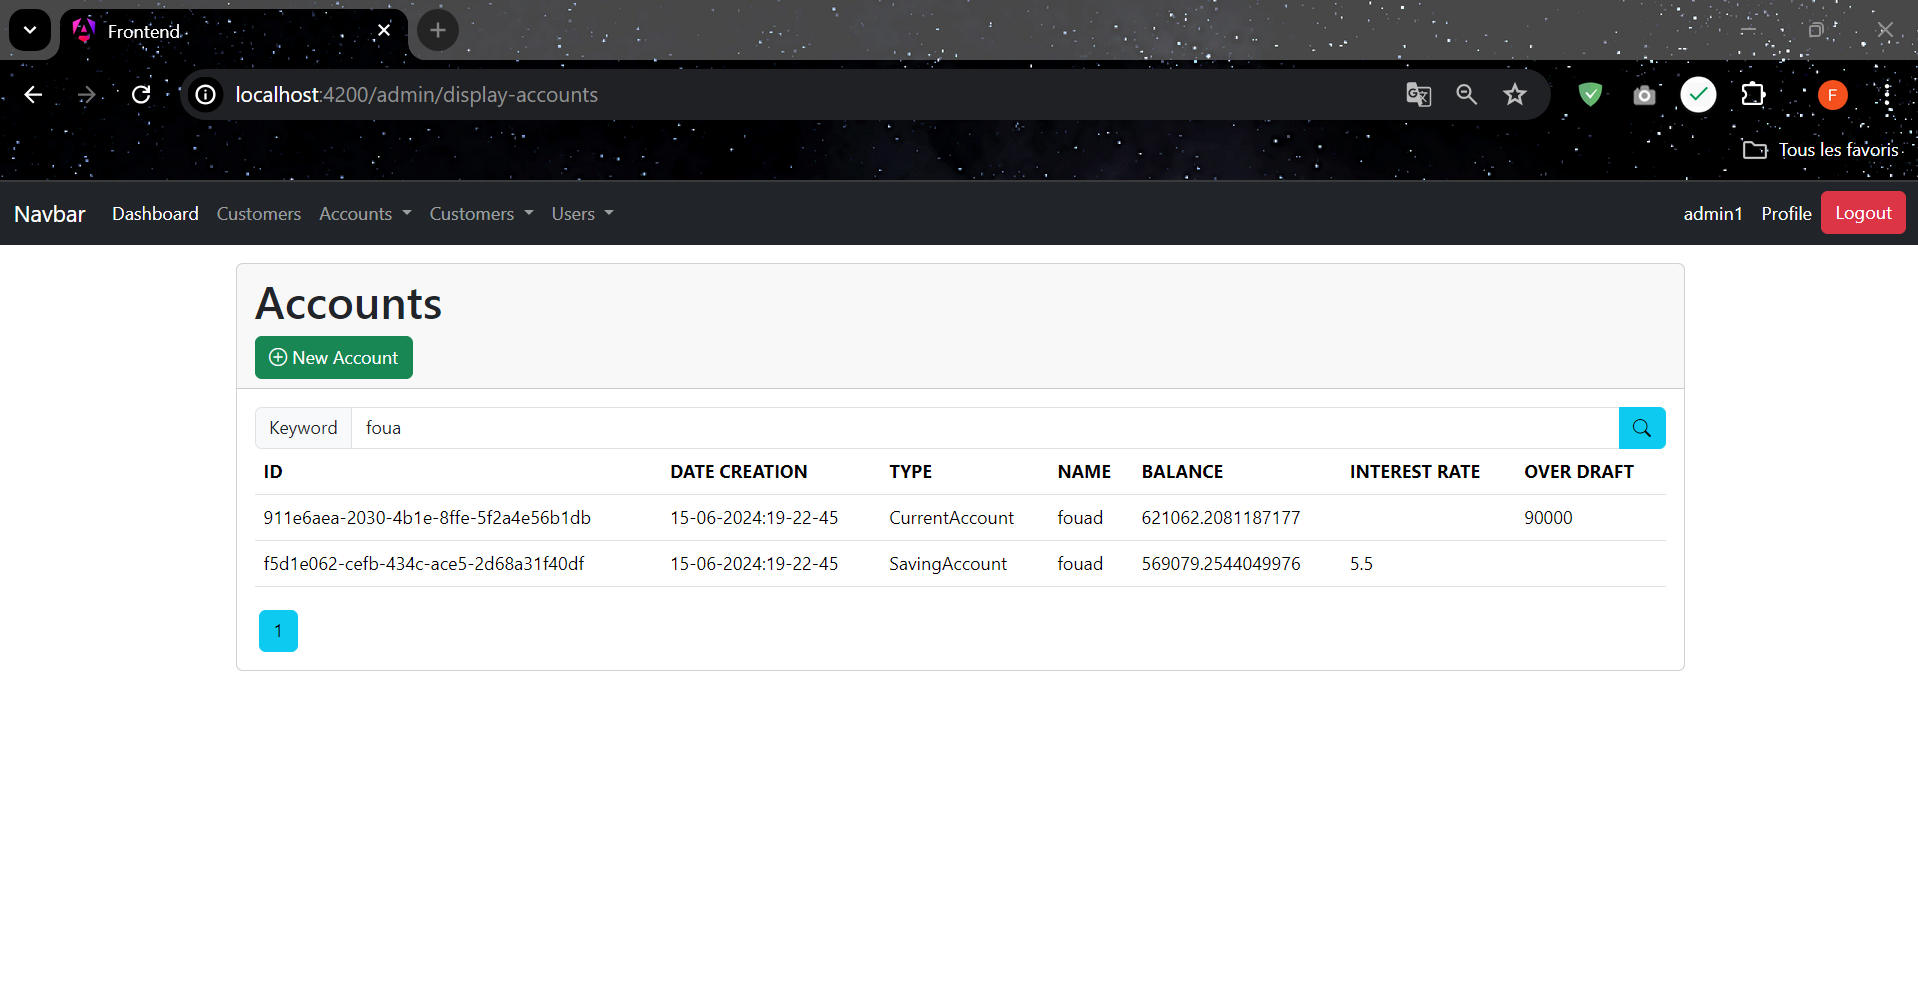 Frontend
localhost:4200/admin/display-accounts
F
Tous les favoris
Navbar Dashboard Customers Accounts Customers Users admin1 Profile Logout
Accounts
New Account
Keyword foua
ID DATE CREATION TYPE NAME BALANCE INTEREST RATE OVER DRAFT
911e6aea-2030-4b1e-8ffe-5f2a4e56b1db 15-06-2024:19-22-45 CurrentAccount fouad 621062.2081187177 90000
f5d1e062-cefb-434c-ace5-2d68a31f40df 15-06-2024:19-22-45 SavingAccount fouad 569079.2544049976 5.5
1